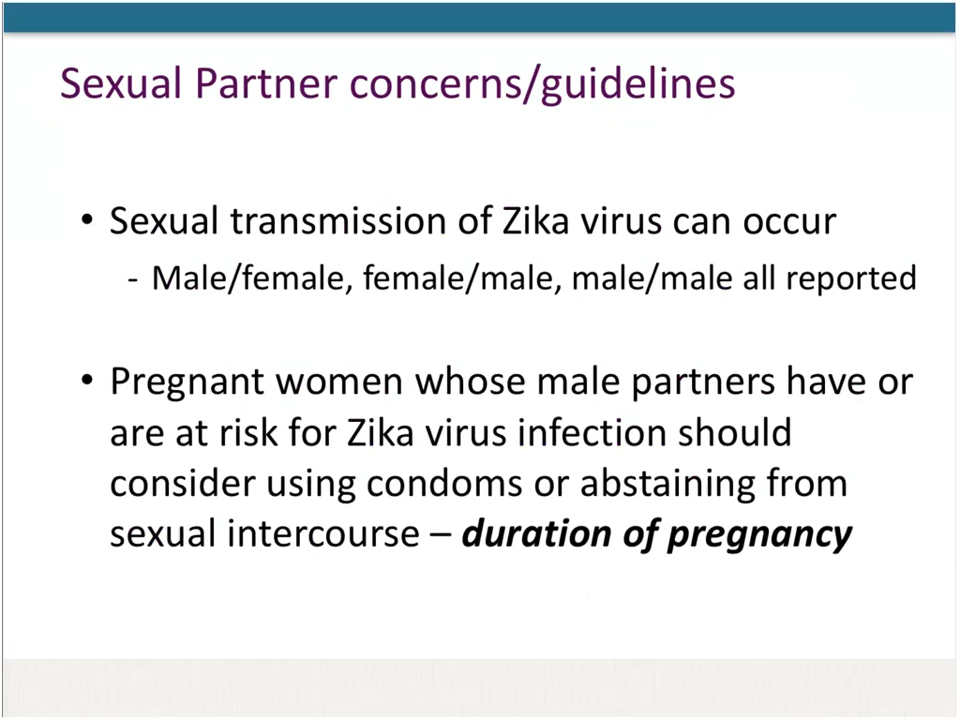 Sexual Partner concerns/guidelines
• Sexual transmission of Zika virus can occur
- Male/female, female/male, male/male all reported
• Pregnant women whose male partners have or
are at risk for Zika virus infection should
consider using condoms or abstaining from
sexual intercourse – duration of pregnancy